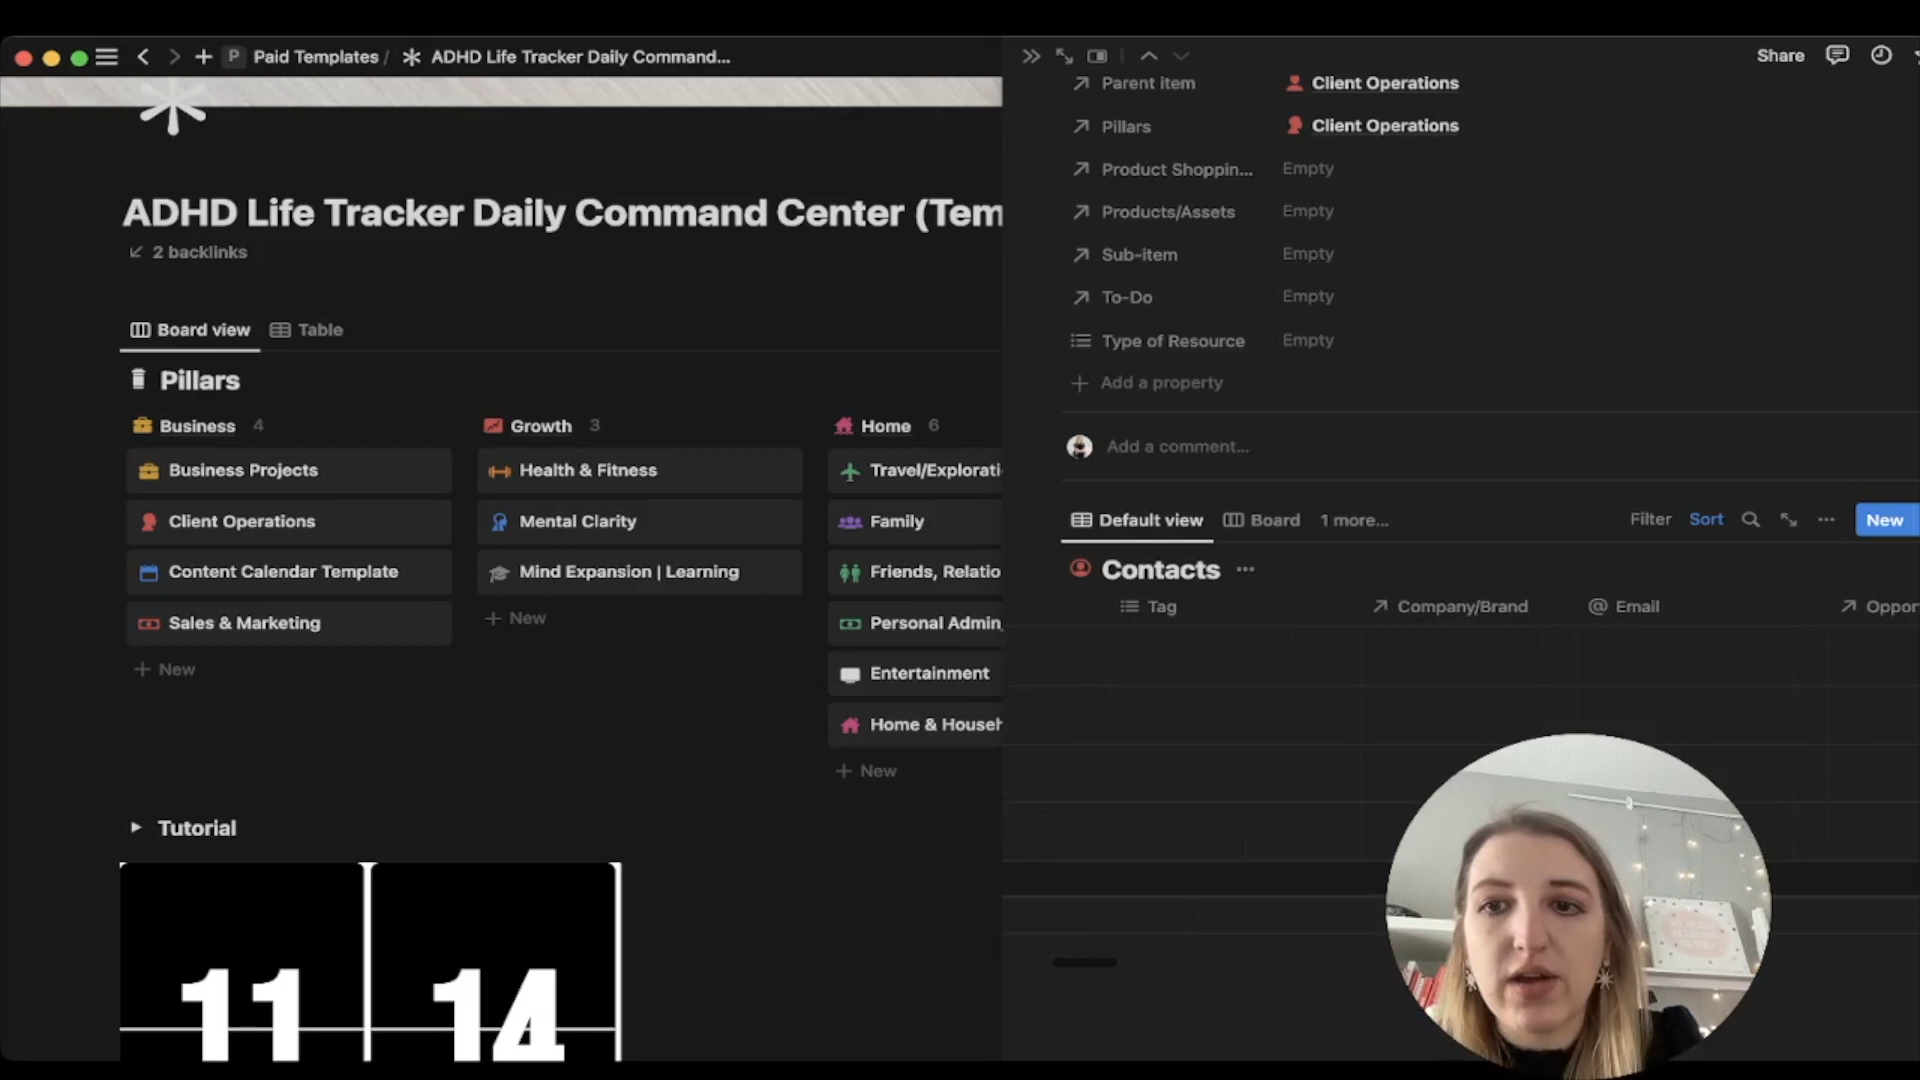 P Paid Templates / ADHD Life Tracker Daily Command...
ADHD Life Tracker Daily Command Center (Tem
2 backlinks
Board view Table
Pillars
Business 4
Business Projects
Client Operations
Content Calendar Template
Sales & Marketing
New
Growth 3
Health & Fitness
Mental Clarity
Mind Expansion | Learning
New
Home 6
Travel/Explorati
Family
Friends, Relatio
Personal Admin,
Entertainment
Home & Househ
New
Tutorial
11 14
Share
Parent item Client Operations
Pillars Client Operations
Product Shoppin... Empty
Products/Assets Empty
Sub-item Empty
To-Do Empty
Type of Resource Empty
Add a property
Add a comment...
Default view Board 1 more... Filter Sort New
Contacts
Tag Company/Brand @ Email Oppor